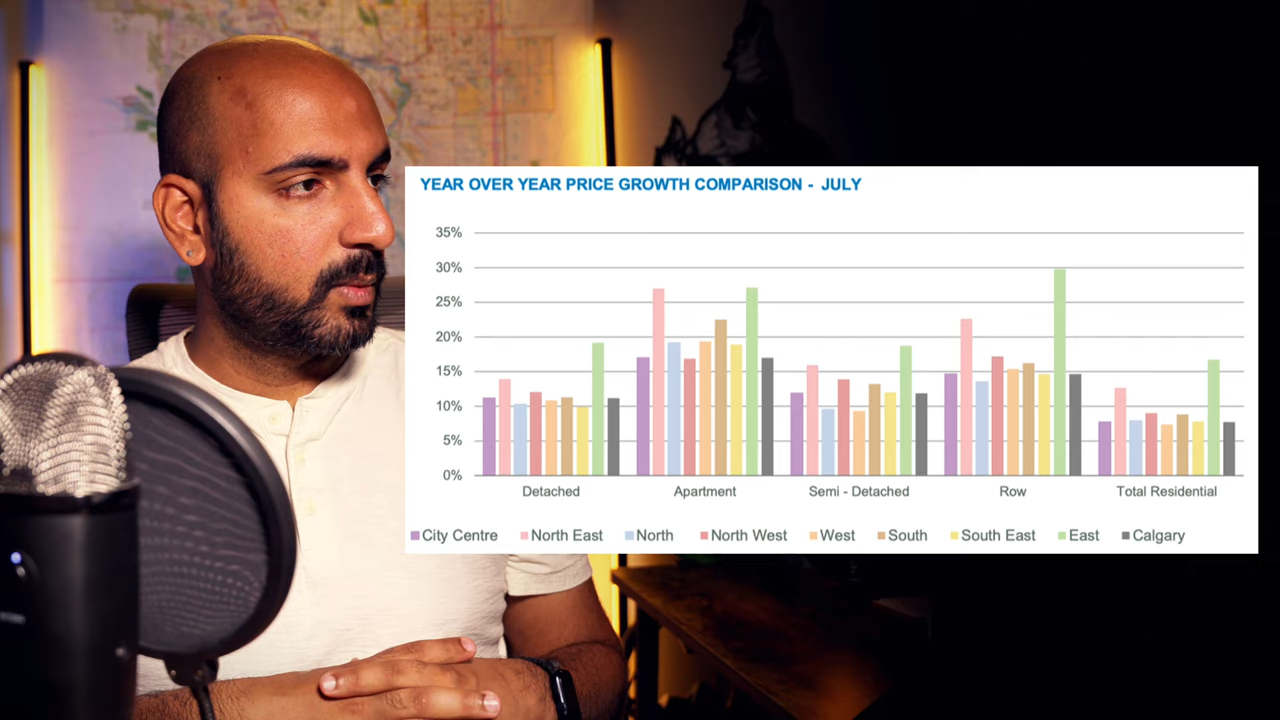 YEAR OVER YEAR PRICE GROWTH COMPARISON - JULY
35%
30%
25%
20%
15%
10%
5%
0%
Detached Apartment Semi - Detached Row Total Residential
City Centre North East North North West West South South East East Calgary